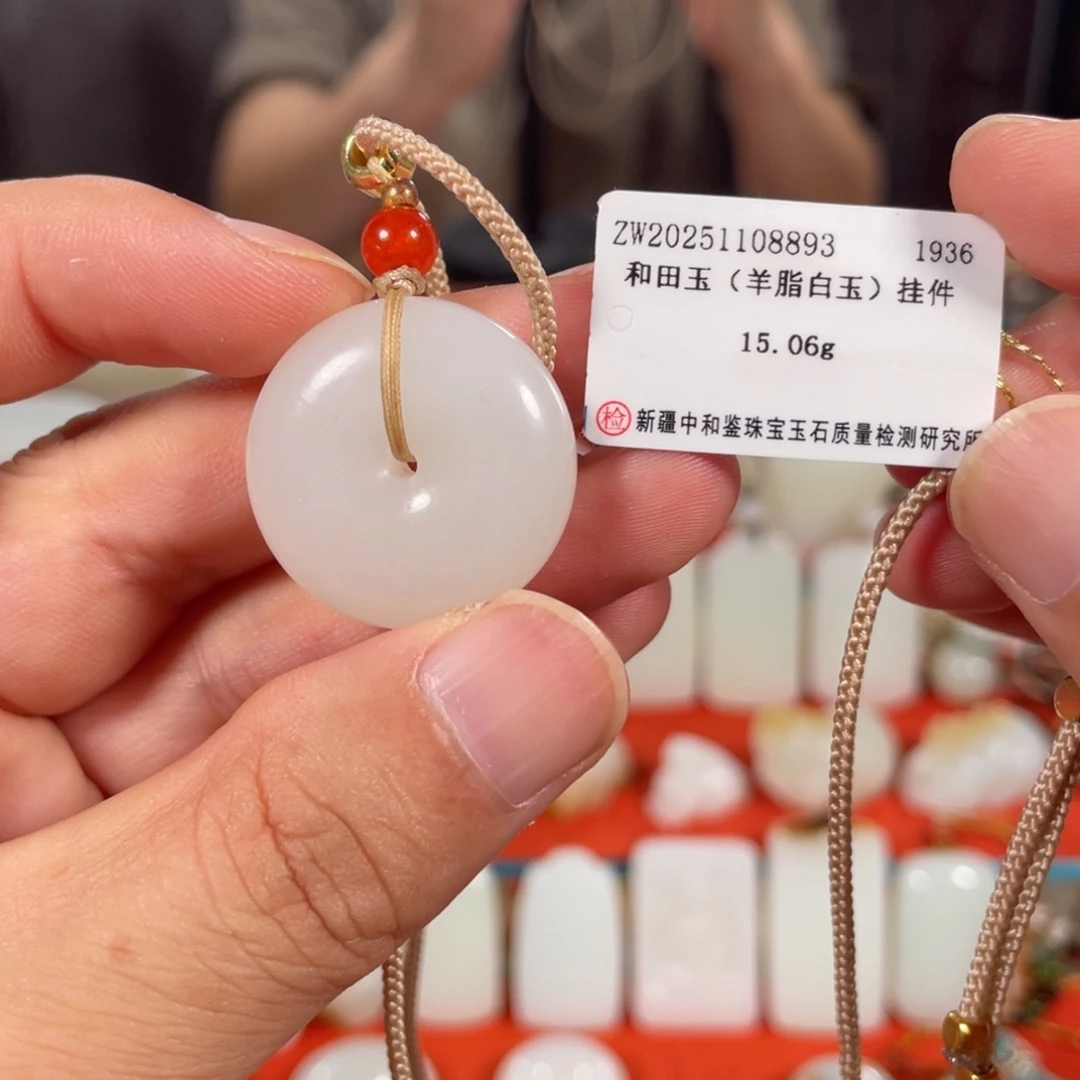 ZW20251108893 1936
和田玉（羊脂白玉）挂件
15.06g
检 新疆中和鉴珠宝玉石质量检测研究所